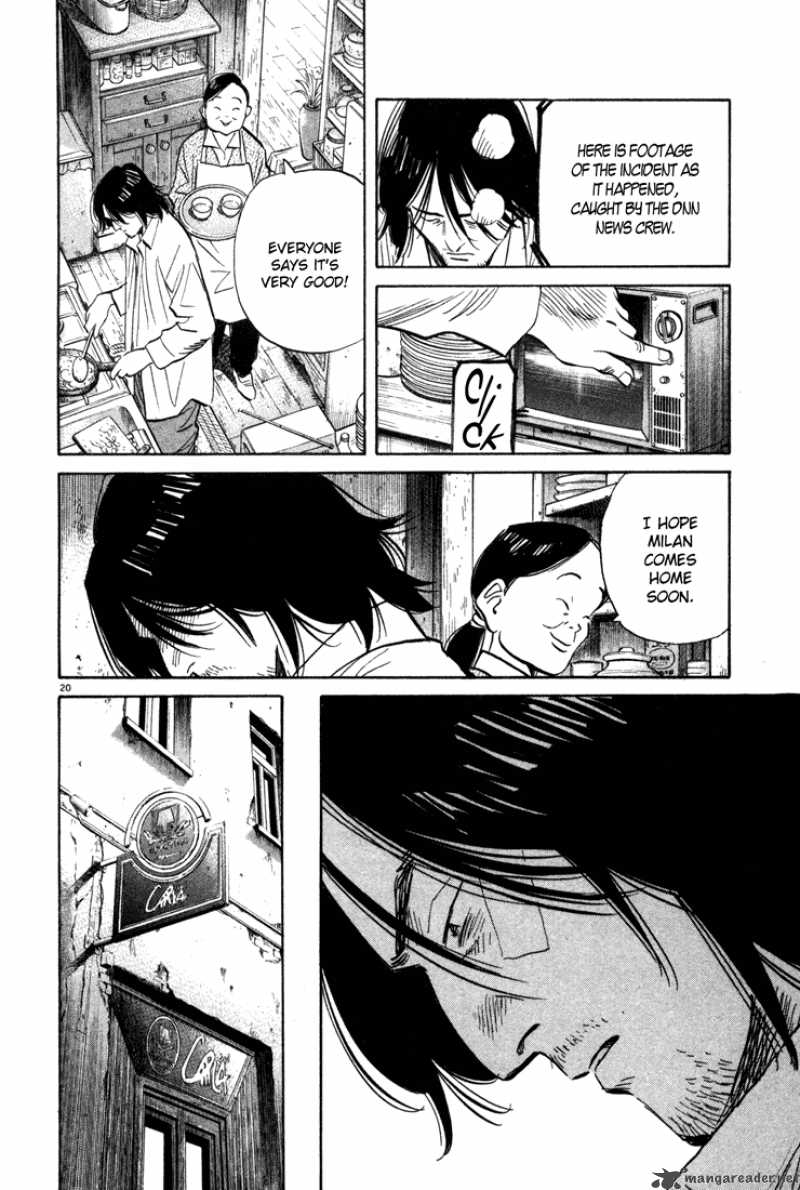 HERE IS FOOTAGE
OF THE INCIDENT AS
IT HAPPENED,
CAUGHT BY THE DNN
NEWS CREW.
EVERYONE
SAYS IT'S
VERY GOOD!
CLICK
I HOPE
MILAN
COMES
HOME
SOON.
20
mangareader.net